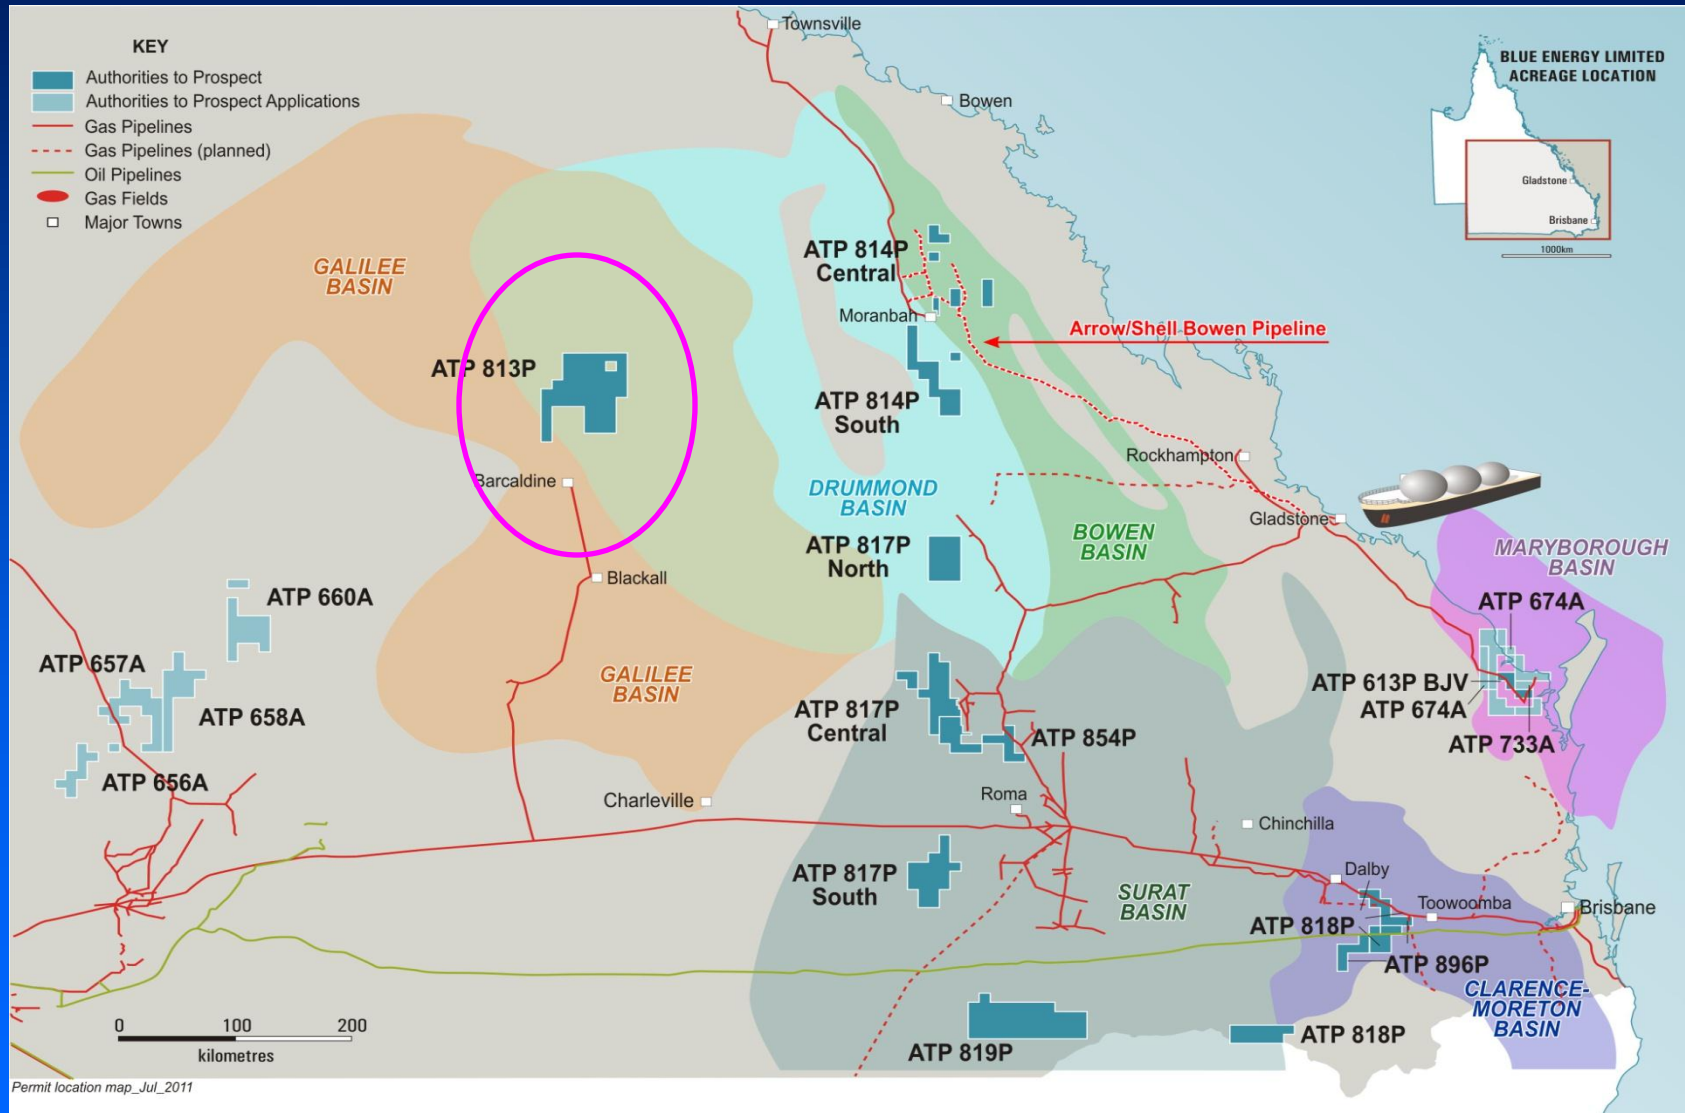 KEY
Authorities to Prospect
Authorities to Prospect Applications
Gas Pipelines
Gas Pipelines (planned)
Oil Pipelines
Gas Fields
Major Towns
Townsville
Bowen
BLUE ENERGY LIMITED
ACREAGE LOCATION
Gladstone
Brisbane
1000km
GALILEE
BASIN
ATP 814P
Central
Moranbah
Arrow/Shell Bowen Pipeline
ATP 813P
ATP 814P
South
Rockhampton
Barcaldine
DRUMMOND
BASIN
Gladstone
BOWEN
BASIN
MARYBOROUGH
BASIN
ATP 817P
North
Blackall
ATP 660A
ATP 674A
ATP 657A
GALILEE
BASIN
ATP 613P BJV
ATP 674A
ATP 658A
ATP 817P
Central
ATP 854P
ATP 733A
ATP 656A
Charleville
Roma
Chinchilla
ATP 817P
South
SURAT
BASIN
Dalby
Toowoomba
Brisbane
ATP 818P
ATP 896P
CLARENCE-
MORETON
BASIN
0 100 200
kilometres
ATP 819P
ATP 818P
Permit location map_Jul_2011